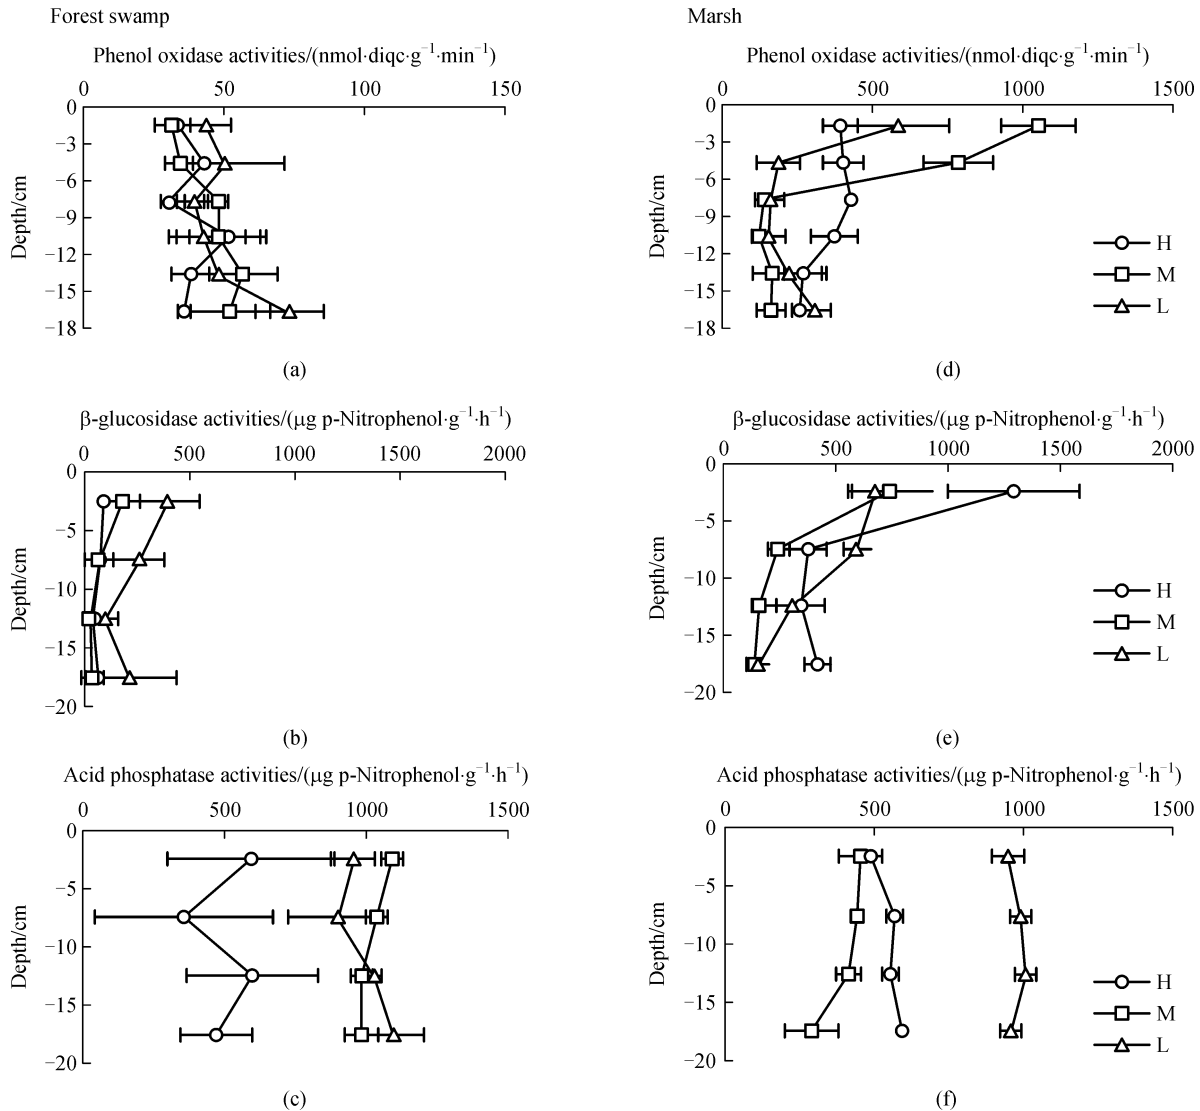 Forest swamp
Marsh
Phenol oxidase activities/(nmol·diqc·g⁻¹·min⁻¹)
0 50 100 150
0
−3
−6
−9
−12
−15
−18
Depth/cm
(a)
Phenol oxidase activities/(nmol·diqc·g⁻¹·min⁻¹)
0 500 1000 1500
0
−3
−6
−9
−12
−15
−18
Depth/cm
H
M
L
(d)
β-glucosidase activities/(μg p-Nitrophenol·g⁻¹·h⁻¹)
0 500 1000 1500 2000
0
−5
−10
−15
−20
Depth/cm
(b)
β-glucosidase activities/(μg p-Nitrophenol·g⁻¹·h⁻¹)
0 500 1000 1500 2000
0
−5
−10
−15
−20
Depth/cm
H
M
L
(e)
Acid phosphatase activities/(μg p-Nitrophenol·g⁻¹·h⁻¹)
0 500 1000 1500
0
−5
−10
−15
−20
Depth/cm
(c)
Acid phosphatase activities/(μg p-Nitrophenol·g⁻¹·h⁻¹)
0 500 1000 1500
0
−5
−10
−15
−20
Depth/cm
H
M
L
(f)